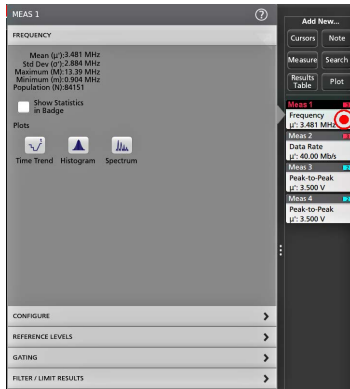 MEAS 1
FREQUENCY
Mean (µ'):3.481 MHz
Std Dev (σ'):2.884 MHz
Maximum (M):13.39 MHz
Minimum (m):0.904 MHz
Population (N):84151
Show Statistics
in Badge
Plots
Time Trend Histogram Spectrum
CONFIGURE
REFERENCE LEVELS
GATING
FILTER / LIMIT RESULTS
Add New...
Cursors Note
Measure Search
Results
Table
Plot
Meas 1
Frequency
µ': 3.481 MHz
Meas 2
Data Rate
µ': 40.00 Mb/s
Meas 3
Peak-to-Peak
µ': 3.500 V
Meas 4
Peak-to-Peak
µ': 3.500 V